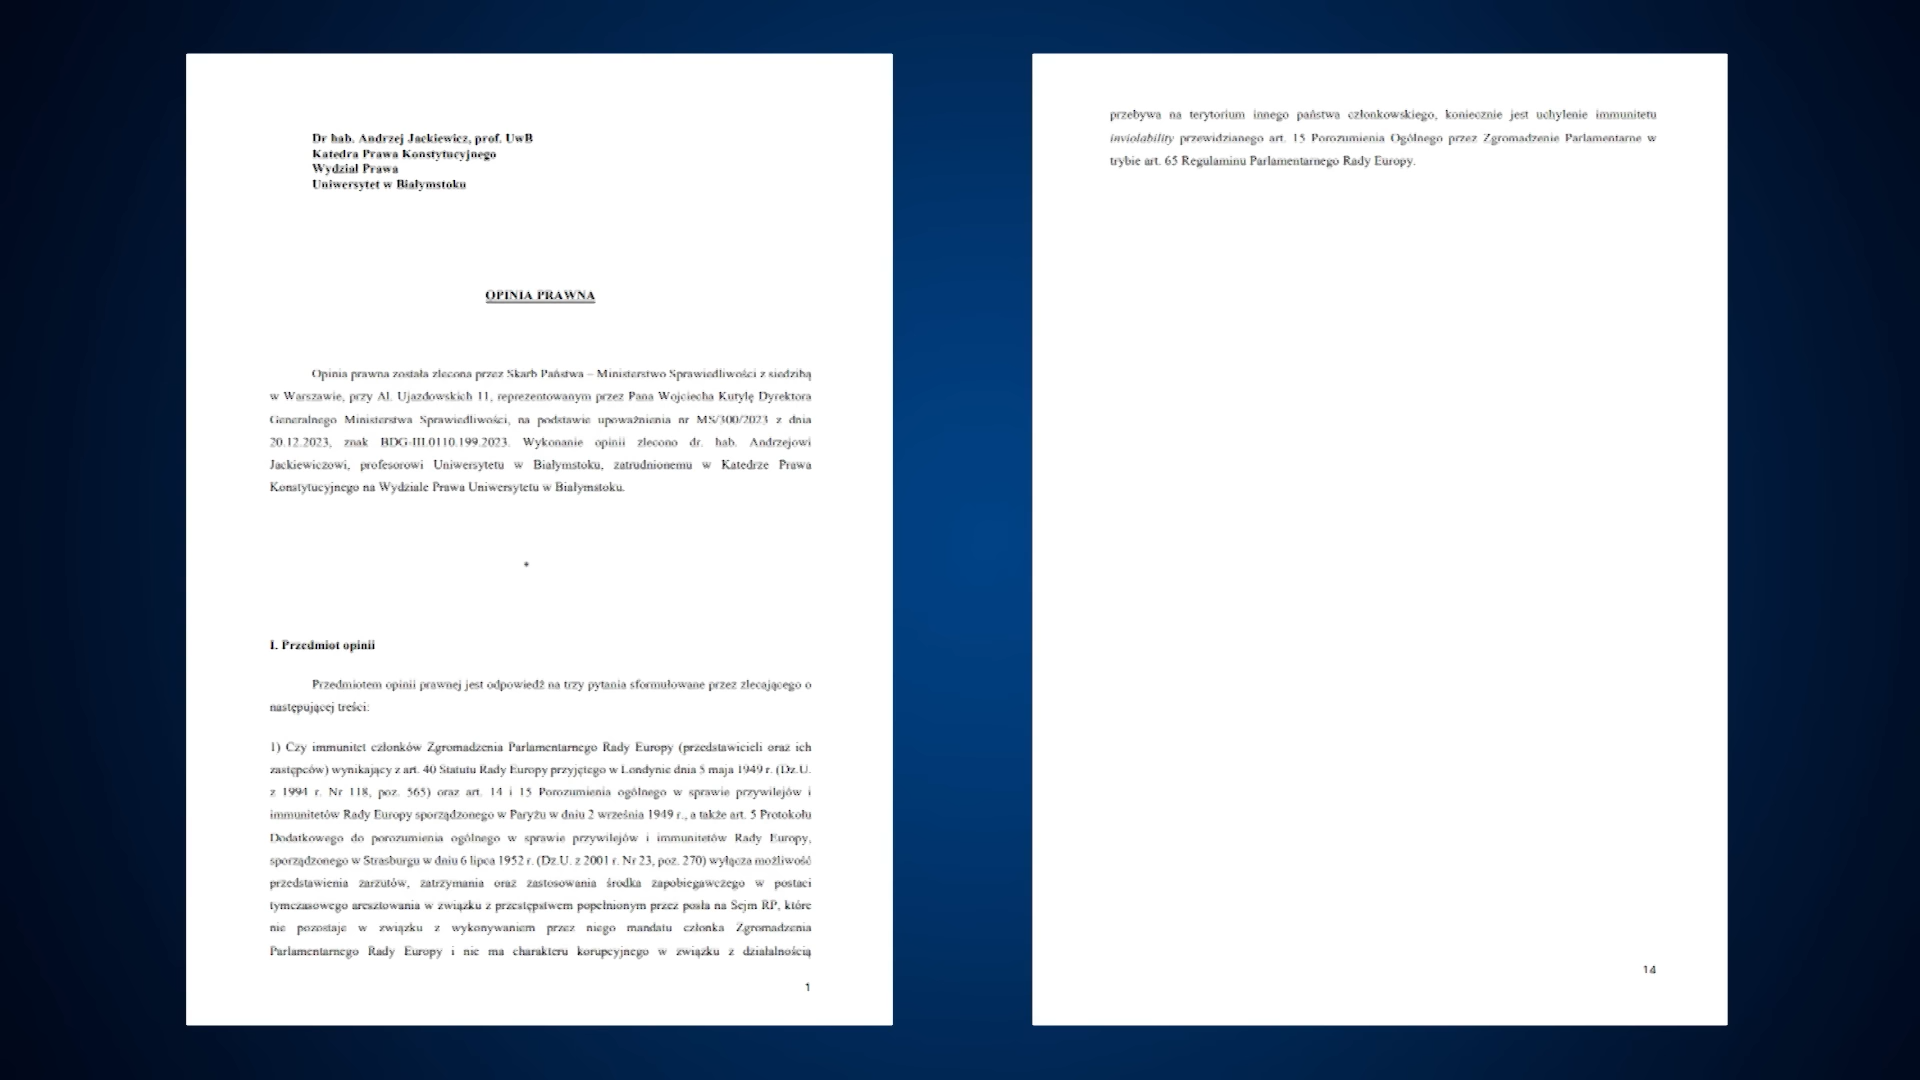 Dr hab. Andrzej Jackiewicz, prof. UwB
Katedra Prawa Konstytucyjnego
Wydział Prawa
Uniwersytet w Białymstoku
OPINIA PRAWNA
Opinia prawna została zlecona przez Skarb Państwa – Ministerstwo Sprawiedliwości z siedzibą
w Warszawie, przy Al. Ujazdowskich 11, reprezentowanym przez Pana Wojciecha Kutyłę Dyrektora
Generalnego Ministerstwa Sprawiedliwości, na podstawie upoważnienia nr MS/300/2023 z dnia
20.12.2023, znak BDG-III.0110.199.2023. Wykonanie opinii zlecono dr. hab. Andrzejowi
Jackiewiczowi, profesorowi Uniwersytetu w Białymstoku, zatrudnionemu w Katedrze Prawa
Konstytucyjnego na Wydziale Prawa Uniwersytetu w Białymstoku.
*
I. Przedmiot opinii
Przedmiotem opinii prawnej jest odpowiedź na trzy pytania sformułowane przez zlecającego o
następującej treści:
1) Czy immunitet członków Zgromadzenia Parlamentarnego Rady Europy (przedstawicieli oraz ich
zastępców) wynikający z art. 40 Statutu Rady Europy przyjętego w Londynie dnia 5 maja 1949 r. (Dz.U.
z 1994 r. Nr 118, poz. 565) oraz art. 14 i 15 Porozumienia ogólnego w sprawie przywilejów i
immunitetów Rady Europy sporządzonego w Paryżu w dniu 2 września 1949 r., a także art. 5 Protokołu
Dodatkowego do porozumienia ogólnego w sprawie przywilejów i immunitetów Rady Europy,
sporządzonego w Strasburgu w dniu 6 lipca 1952 r. (Dz.U. z 2001 r. Nr 23, poz. 270) wyłącza możliwość
przedstawienia zarzutów, zatrzymania oraz zastosowania środka zapobiegawczego w postaci
tymczasowego aresztowania w związku z przestępstwem popełnionym przez posła na Sejm RP, które
nie pozostaje w związku z wykonywaniem przez niego mandatu członka Zgromadzenia
Parlamentarnego Rady Europy i nie ma charakteru korupcyjnego w związku z działalnością
1
przebywa na terytorium innego państwa członkowskiego, koniecznie jest uchylenie immunitetu
inviolability przewidzianego art. 15 Porozumienia Ogólnego przez Zgromadzenie Parlamentarne w
trybie art. 65 Regulaminu Parlamentarnego Rady Europy.
14